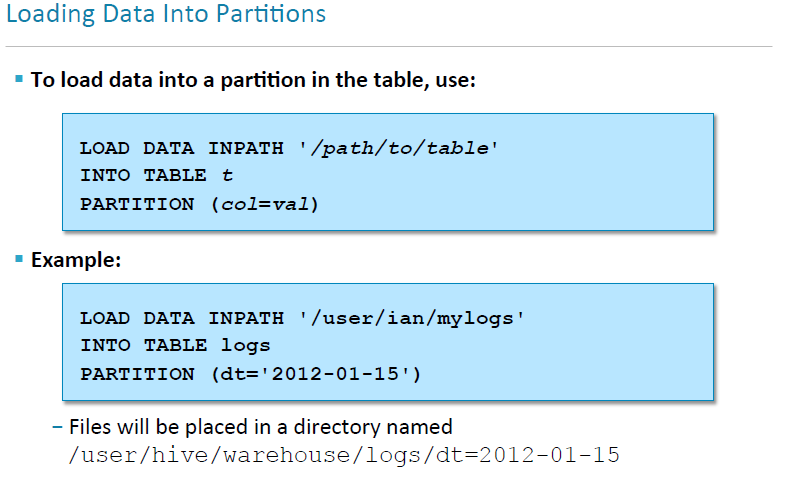 Loading Data Into Partitions
▪ To load data into a partition in the table, use:
LOAD DATA INPATH '/path/to/table'
INTO TABLE t
PARTITION (col=val)
▪ Example:
LOAD DATA INPATH '/user/ian/mylogs'
INTO TABLE logs
PARTITION (dt='2012-01-15')
– Files will be placed in a directory named
/user/hive/warehouse/logs/dt=2012-01-15